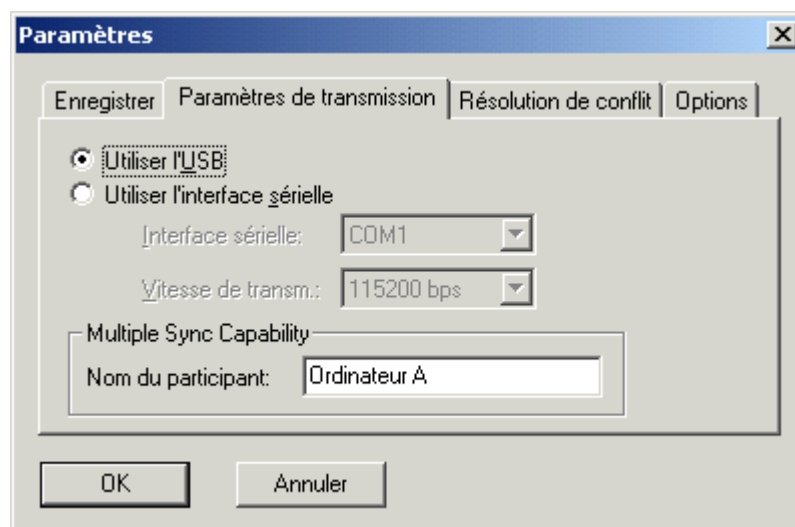 Paramètres
Enregistrer Paramètres de transmission Résolution de conflit Options
Utiliser l'USB
Utiliser l'interface sérielle
Interface sérielle: COM1
Vitesse de transm.: 115200 bps
Multiple Sync Capability
Nom du participant: Ordinateur A
OK Annuler